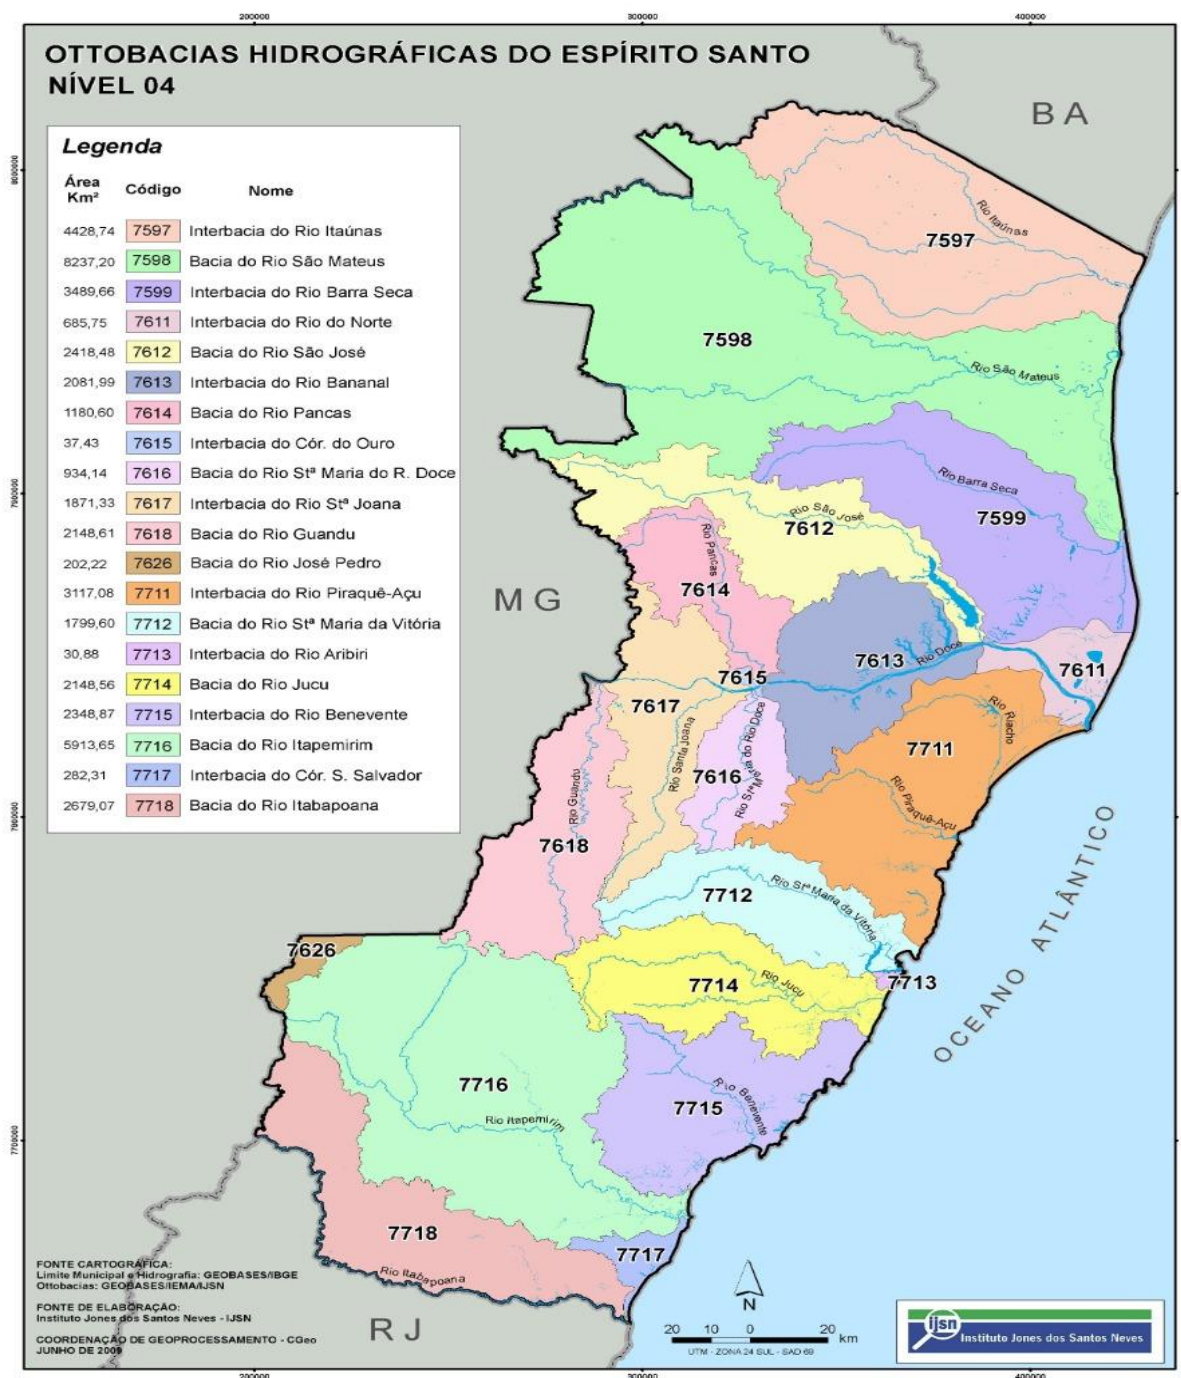 200000 300000 400000
OTTOBACIAS HIDROGRÁFICAS DO ESPÍRITO SANTO
NÍVEL 04
Legenda
Área
Km²
Código
Nome
4428,74 7597 Interbacia do Rio Itaúnas
8237,20 7598 Bacia do Rio São Mateus
3489,66 7599 Interbacia do Rio Barra Seca
685,75 7611 Interbacia do Rio do Norte
2418,48 7612 Bacia do Rio São José
2081,99 7613 Interbacia do Rio Bananal
1180,60 7614 Bacia do Rio Pancas
37,43 7615 Interbacia do Cór. do Ouro
934,14 7616 Bacia do Rio Stª Maria do R. Doce
1871,33 7617 Interbacia do Rio Stª Joana
2148,61 7618 Bacia do Rio Guandu
202,22 7626 Bacia do Rio José Pedro
3117,08 7711 Interbacia do Rio Piraquê-Açu
1799,60 7712 Bacia do Rio Stª Maria da Vitória
30,88 7713 Interbacia do Rio Aribiri
2148,56 7714 Bacia do Rio Jucu
2348,87 7715 Interbacia do Rio Benevente
5913,65 7716 Bacia do Rio Itapemirim
282,31 7717 Interbacia do Cór. S. Salvador
2679,07 7718 Bacia do Rio Itabapoana
BA
Rio Itaúnas
7597
7598
Rio São Mateus
Rio Barra Seca
7599
Rio São José
7612
Rio Pancas
7614
MG
7613
Rio Doce
7611
7615
7617
Rio Santa Joana
7616
Rio Stª Maria do Rio Doce
Rio Riacho
7711
Rio Piraquê-Açu
Rio Guandu
7618
7712
Rio Stª Maria da Vitória
7626
7713
7714
Rio Jucu
OCEANO ATLÂNTICO
7716
Rio Itapemirim
7715
Rio Benevente
7718
Rio Itabapoana
7717
RJ
FONTE CARTOGRÁFICA:
Limite Municipal e Hidrografia: GEOBASES/IBGE
Ottobacias: GEOBASES/IEMA/IJSN
FONTE DE ELABORAÇÃO:
Instituto Jones dos Santos Neves - IJSN
COORDENAÇÃO DE GEOPROCESSAMENTO - CGeo
JUNHO DE 2009
N
20 10 0 20 km
UTM - ZONA 24 SUL - SAD 69
ijsn
Instituto Jones dos Santos Neves
200000 300000 400000